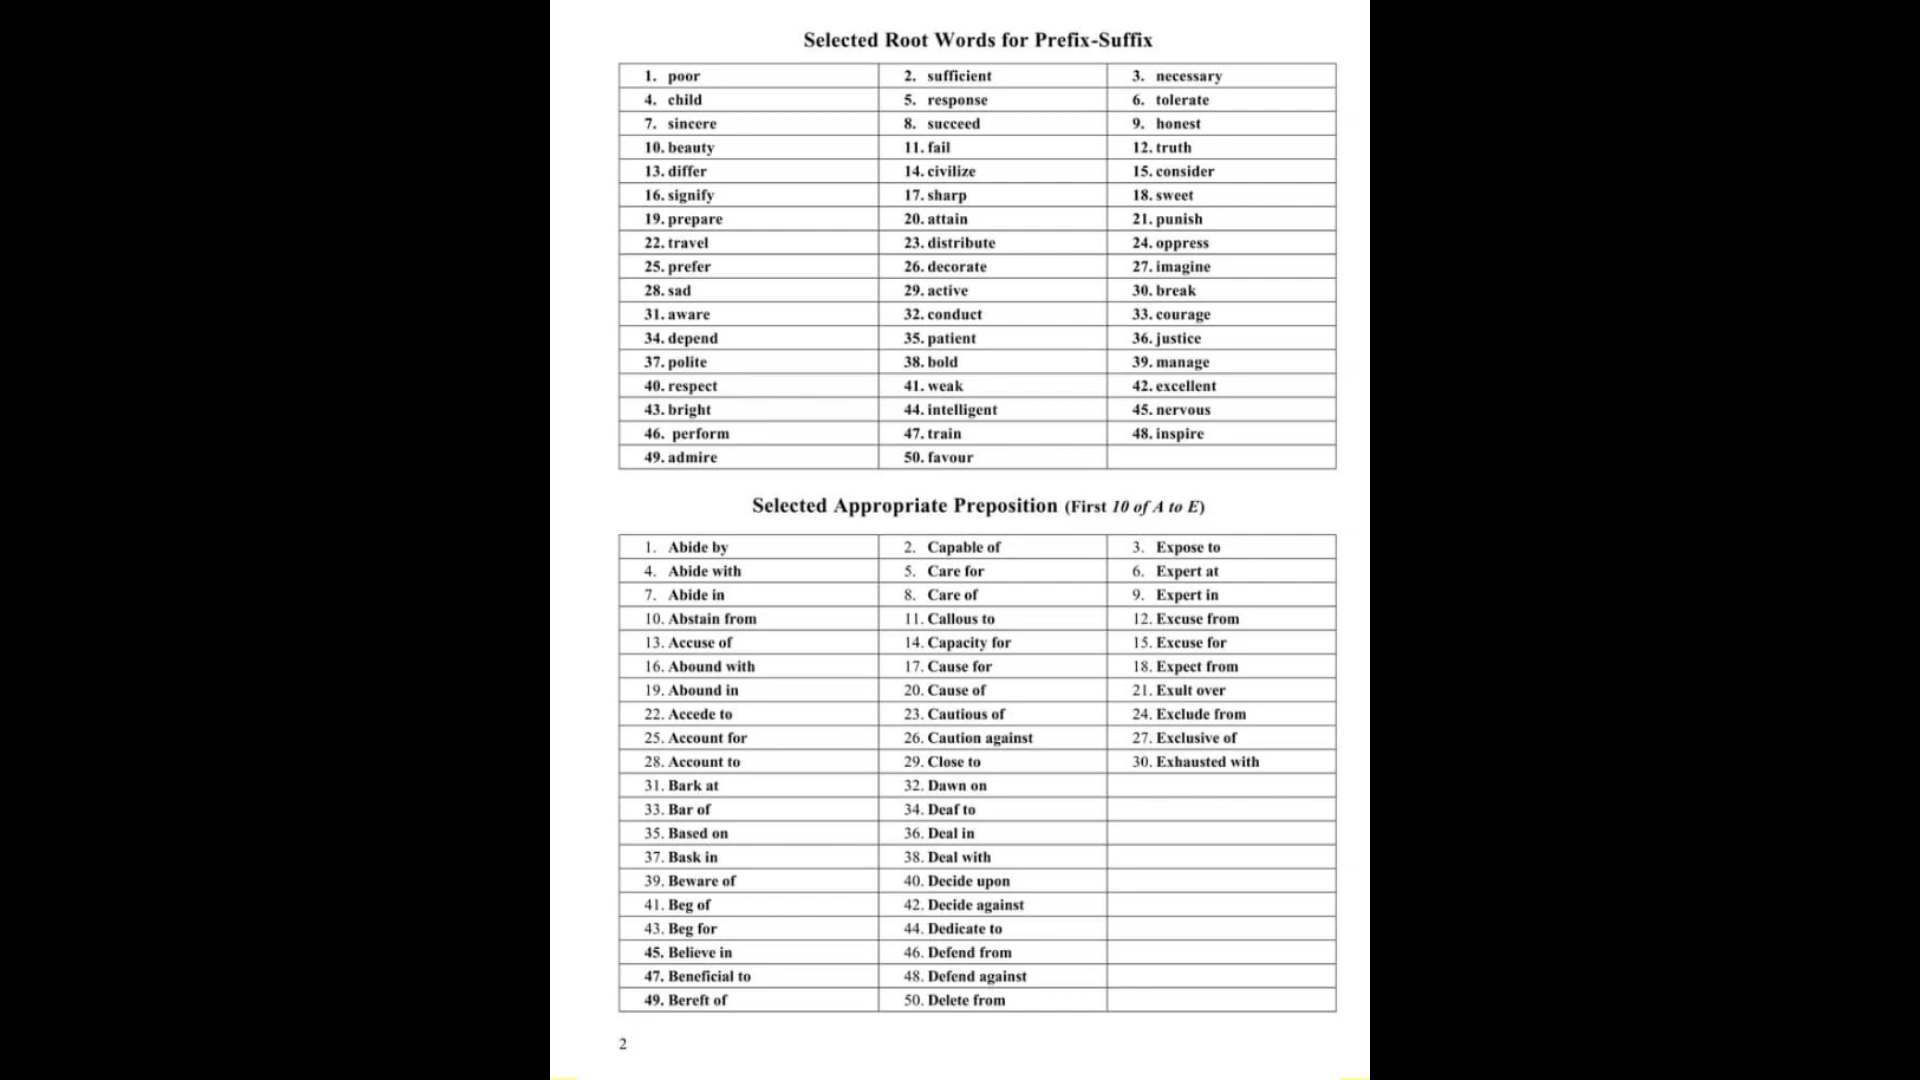 Selected Root Words for Prefix-Suffix
1. poor 2. sufficient 3. necessary
4. child 5. response 6. tolerate
7. sincere 8. succeed 9. honest
10. beauty 11. fail 12. truth
13. differ 14. civilize 15. consider
16. signify 17. sharp 18. sweet
19. prepare 20. attain 21. punish
22. travel 23. distribute 24. oppress
25. prefer 26. decorate 27. imagine
28. sad 29. active 30. break
31. aware 32. conduct 33. courage
34. depend 35. patient 36. justice
37. polite 38. bold 39. manage
40. respect 41. weak 42. excellent
43. bright 44. intelligent 45. nervous
46. perform 47. train 48. inspire
49. admire 50. favour
Selected Appropriate Preposition (First 10 of A to E)
1. Abide by 2. Capable of 3. Expose to
4. Abide with 5. Care for 6. Expert at
7. Abide in 8. Care of 9. Expert in
10. Abstain from 11. Callous to 12. Excuse from
13. Accuse of 14. Capacity for 15. Excuse for
16. Abound with 17. Cause for 18. Expect from
19. Abound in 20. Cause of 21. Exult over
22. Accede to 23. Cautious of 24. Exclude from
25. Account for 26. Caution against 27. Exclusive of
28. Account to 29. Close to 30. Exhausted with
31. Bark at 32. Dawn on
33. Bar of 34. Deaf to
35. Based on 36. Deal in
37. Bask in 38. Deal with
39. Beware of 40. Decide upon
41. Beg of 42. Decide against
43. Beg for 44. Dedicate to
45. Believe in 46. Defend from
47. Beneficial to 48. Defend against
49. Bereft of 50. Delete from
2